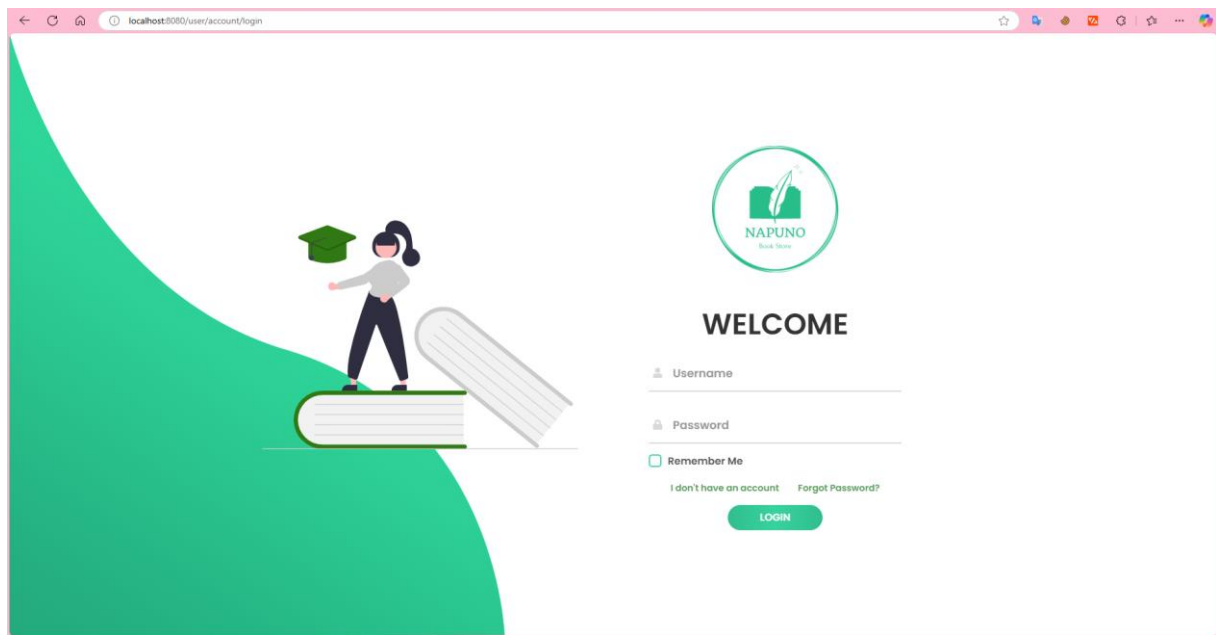 localhost:8080/user/account/login
NAPUNO
Book Store
WELCOME
Username
Password
Remember Me
I don't have an account Forgot Password?
LOGIN